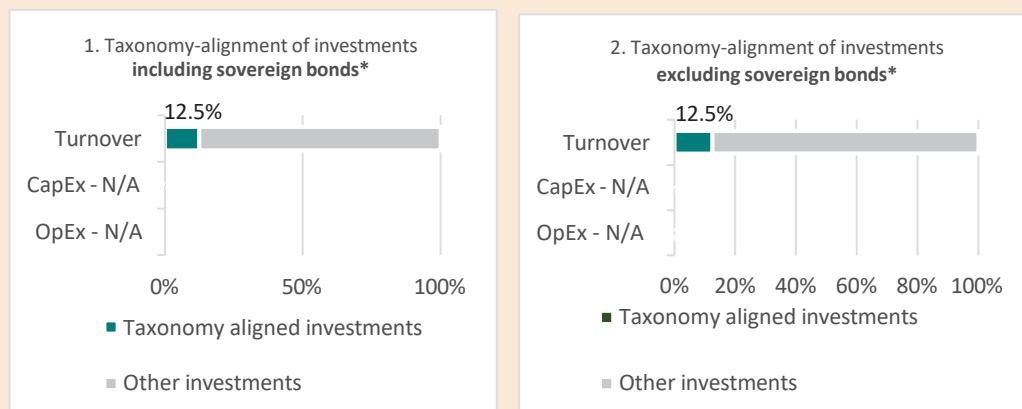 1. Taxonomy-alignment of investments
including sovereign bonds*
12.5%
Turnover
CapEx - N/A
OpEx - N/A
0% 50% 100%
Taxonomy aligned investments
Other investments
2. Taxonomy-alignment of investments
excluding sovereign bonds*
12.5%
Turnover
CapEx - N/A
OpEx - N/A
0% 20% 40% 60% 80% 100%
Taxonomy aligned investments
Other investments